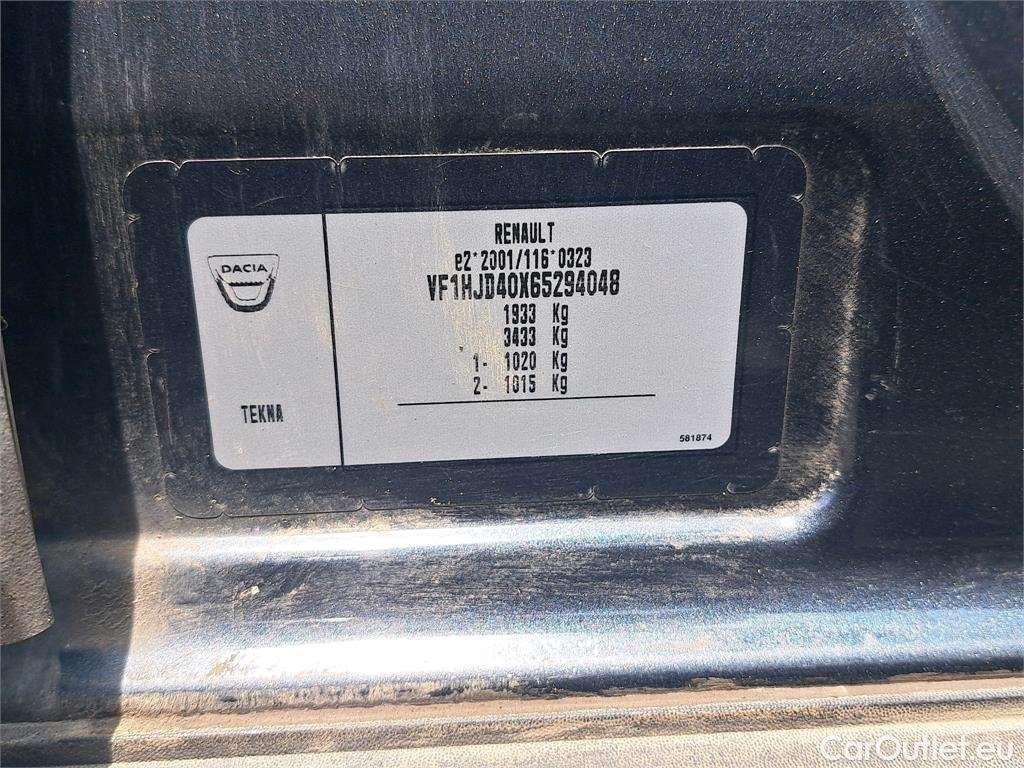 DACIA
TEKNA
RENAULT
e2*2001/116*0323
VF1HJD40X65294048
1933 Kg
3433 Kg
1- 1020 Kg
2- 1015 Kg
581874
CarOutlet.eu